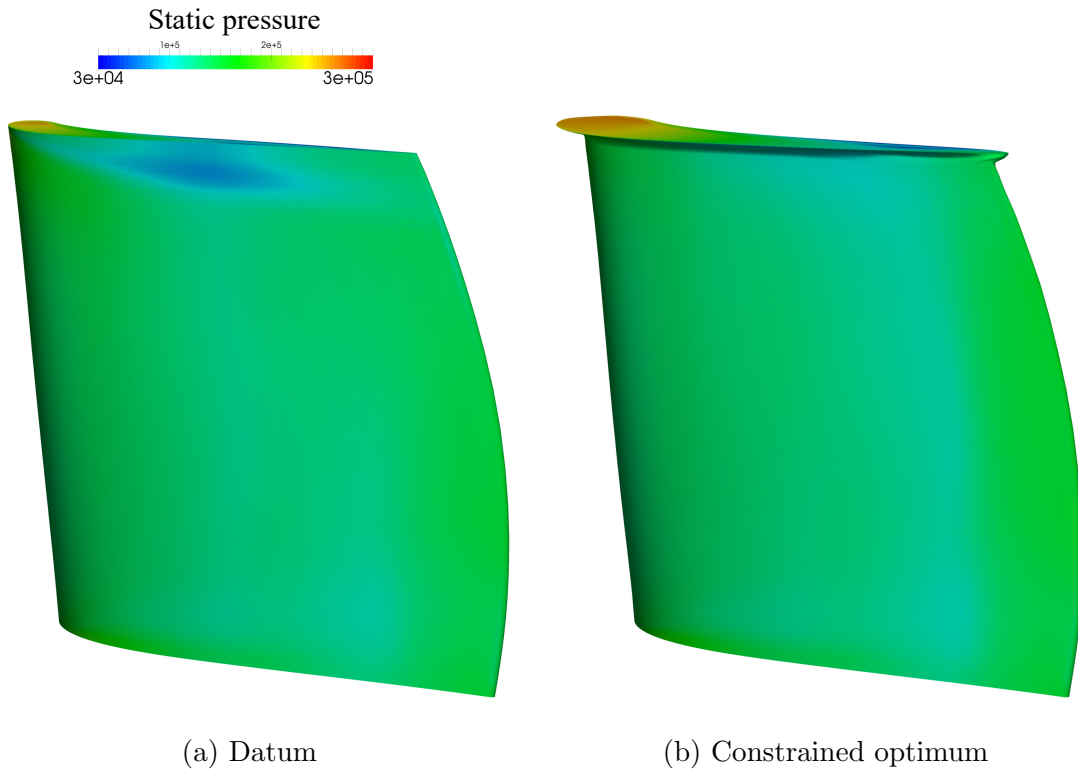 Static pressure
1e+5 2e+5
3e+04 3e+05
(a) Datum
(b) Constrained optimum